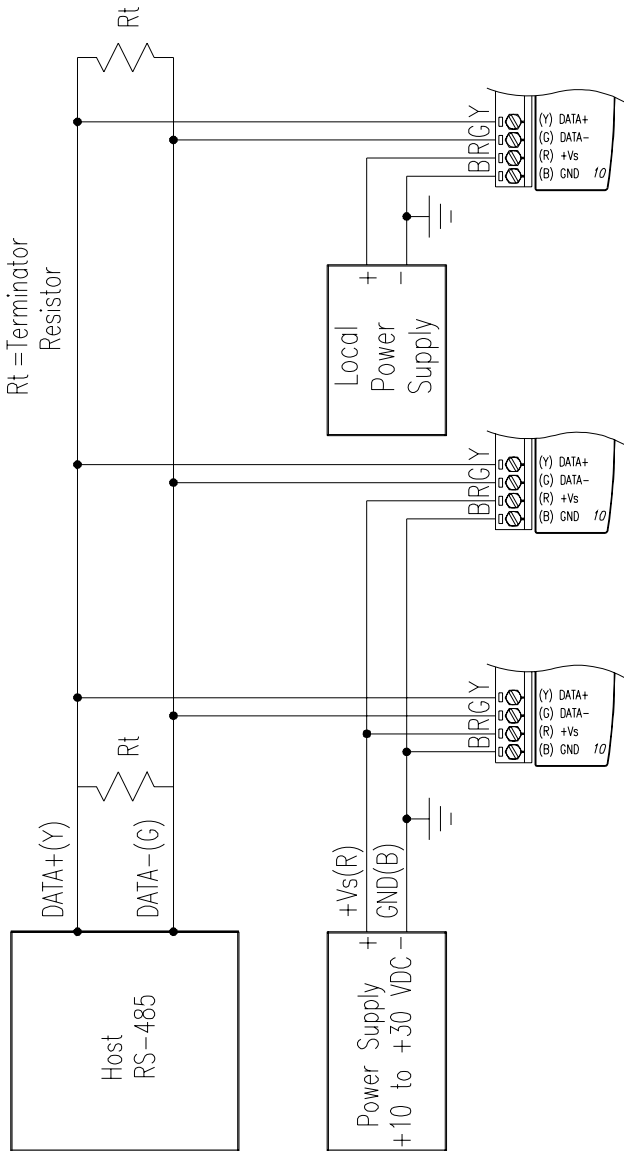 Rt =Terminator
Resistor
Rt
Rt
DATA+(Y)
DATA-(G)
Host
RS-485
+Vs(R)
GND(B)
Power Supply +
+10 to +30 VDC -
Local
Power
Supply
+
-
B R G Y
(Y) DATA+
(G) DATA-
(R) +Vs
(B) GND 10
B R G Y
(Y) DATA+
(G) DATA-
(R) +Vs
(B) GND 10
B R G Y
(Y) DATA+
(G) DATA-
(R) +Vs
(B) GND 10